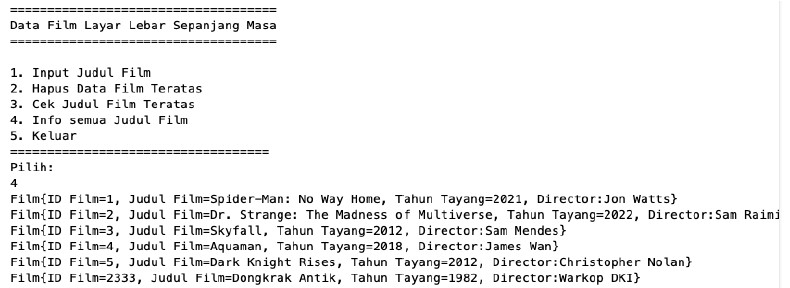 ====================================
Data Film Layar Lebar Sepanjang Masa
====================================
1. Input Judul Film
2. Hapus Data Film Teratas
3. Cek Judul Film Teratas
4. Info semua Judul Film
5. Keluar
===================================
Pilih:
4
Film{ID Film=1, Judul Film=Spider-Man: No Way Home, Tahun Tayang=2021, Director:Jon Watts}
Film{ID Film=2, Judul Film=Dr. Strange: The Madness of Multiverse, Tahun Tayang=2022, Director:Sam Raimi
Film{ID Film=3, Judul Film=Skyfall, Tahun Tayang=2012, Director:Sam Mendes}
Film{ID Film=4, Judul Film=Aquaman, Tahun Tayang=2018, Director:James Wan}
Film{ID Film=5, Judul Film=Dark Knight Rises, Tahun Tayang=2012, Director:Christopher Nolan}
Film{ID Film=2333, Judul Film=Dongkrak Antik, Tahun Tayang=1982, Director:Warkop DKI}